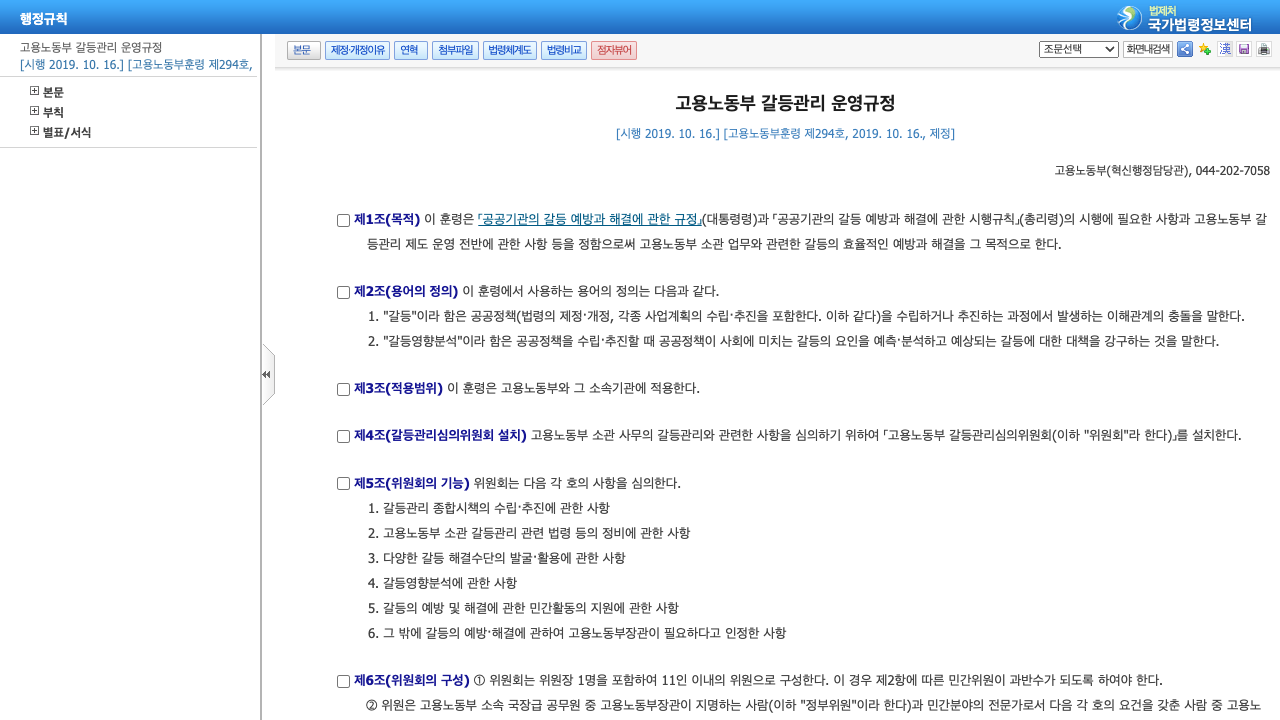 행정규칙
법제처
국가법령정보센터
고용노동부 갈등관리 운영규정
[시행 2019. 10. 16.] [고용노동부훈령 제294호,
본문
부칙
별표/서식
본문 제정·개정이유 연혁 첨부파일 법령체계도 법령비교 점자뷰어
조문선택 화면내검색
고용노동부 갈등관리 운영규정
[시행 2019. 10. 16.] [고용노동부훈령 제294호, 2019. 10. 16., 제정]
고용노동부(혁신행정담당관), 044-202-7058
제1조(목적) 이 훈령은 「공공기관의 갈등 예방과 해결에 관한 규정」(대통령령)과 「공공기관의 갈등 예방과 해결에 관한 시행규칙」(총리령)의 시행에 필요한 사항과 고용노동부 갈
등관리 제도 운영 전반에 관한 사항 등을 정함으로써 고용노동부 소관 업무와 관련한 갈등의 효율적인 예방과 해결을 그 목적으로 한다.
제2조(용어의 정의) 이 훈령에서 사용하는 용어의 정의는 다음과 같다.
1. "갈등"이라 함은 공공정책(법령의 제정·개정, 각종 사업계획의 수립·추진을 포함한다. 이하 같다)을 수립하거나 추진하는 과정에서 발생하는 이해관계의 충돌을 말한다.
2. "갈등영향분석"이라 함은 공공정책을 수립·추진할 때 공공정책이 사회에 미치는 갈등의 요인을 예측·분석하고 예상되는 갈등에 대한 대책을 강구하는 것을 말한다.
제3조(적용범위) 이 훈령은 고용노동부와 그 소속기관에 적용한다.
제4조(갈등관리심의위원회 설치) 고용노동부 소관 사무의 갈등관리와 관련한 사항을 심의하기 위하여 「고용노동부 갈등관리심의위원회(이하 "위원회"라 한다)」를 설치한다.
제5조(위원회의 기능) 위원회는 다음 각 호의 사항을 심의한다.
1. 갈등관리 종합시책의 수립·추진에 관한 사항
2. 고용노동부 소관 갈등관리 관련 법령 등의 정비에 관한 사항
3. 다양한 갈등 해결수단의 발굴·활용에 관한 사항
4. 갈등영향분석에 관한 사항
5. 갈등의 예방 및 해결에 관한 민간활동의 지원에 관한 사항
6. 그 밖에 갈등의 예방·해결에 관하여 고용노동부장관이 필요하다고 인정한 사항
제6조(위원회의 구성) ① 위원회는 위원장 1명을 포함하여 11인 이내의 위원으로 구성한다. 이 경우 제2항에 따른 민간위원이 과반수가 되도록 하여야 한다.
② 위원은 고용노동부 소속 국장급 공무원 중 고용노동부장관이 지명하는 사람(이하 "정부위원"이라 한다)과 민간분야의 전문가로서 다음 각 호의 요건을 갖춘 사람 중 고용노